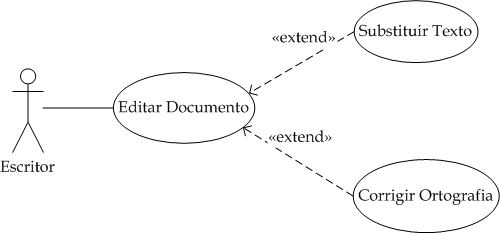 Substituir Texto
«extend»
Editar Documento
«extend»
Escritor
Corrigir Ortografia